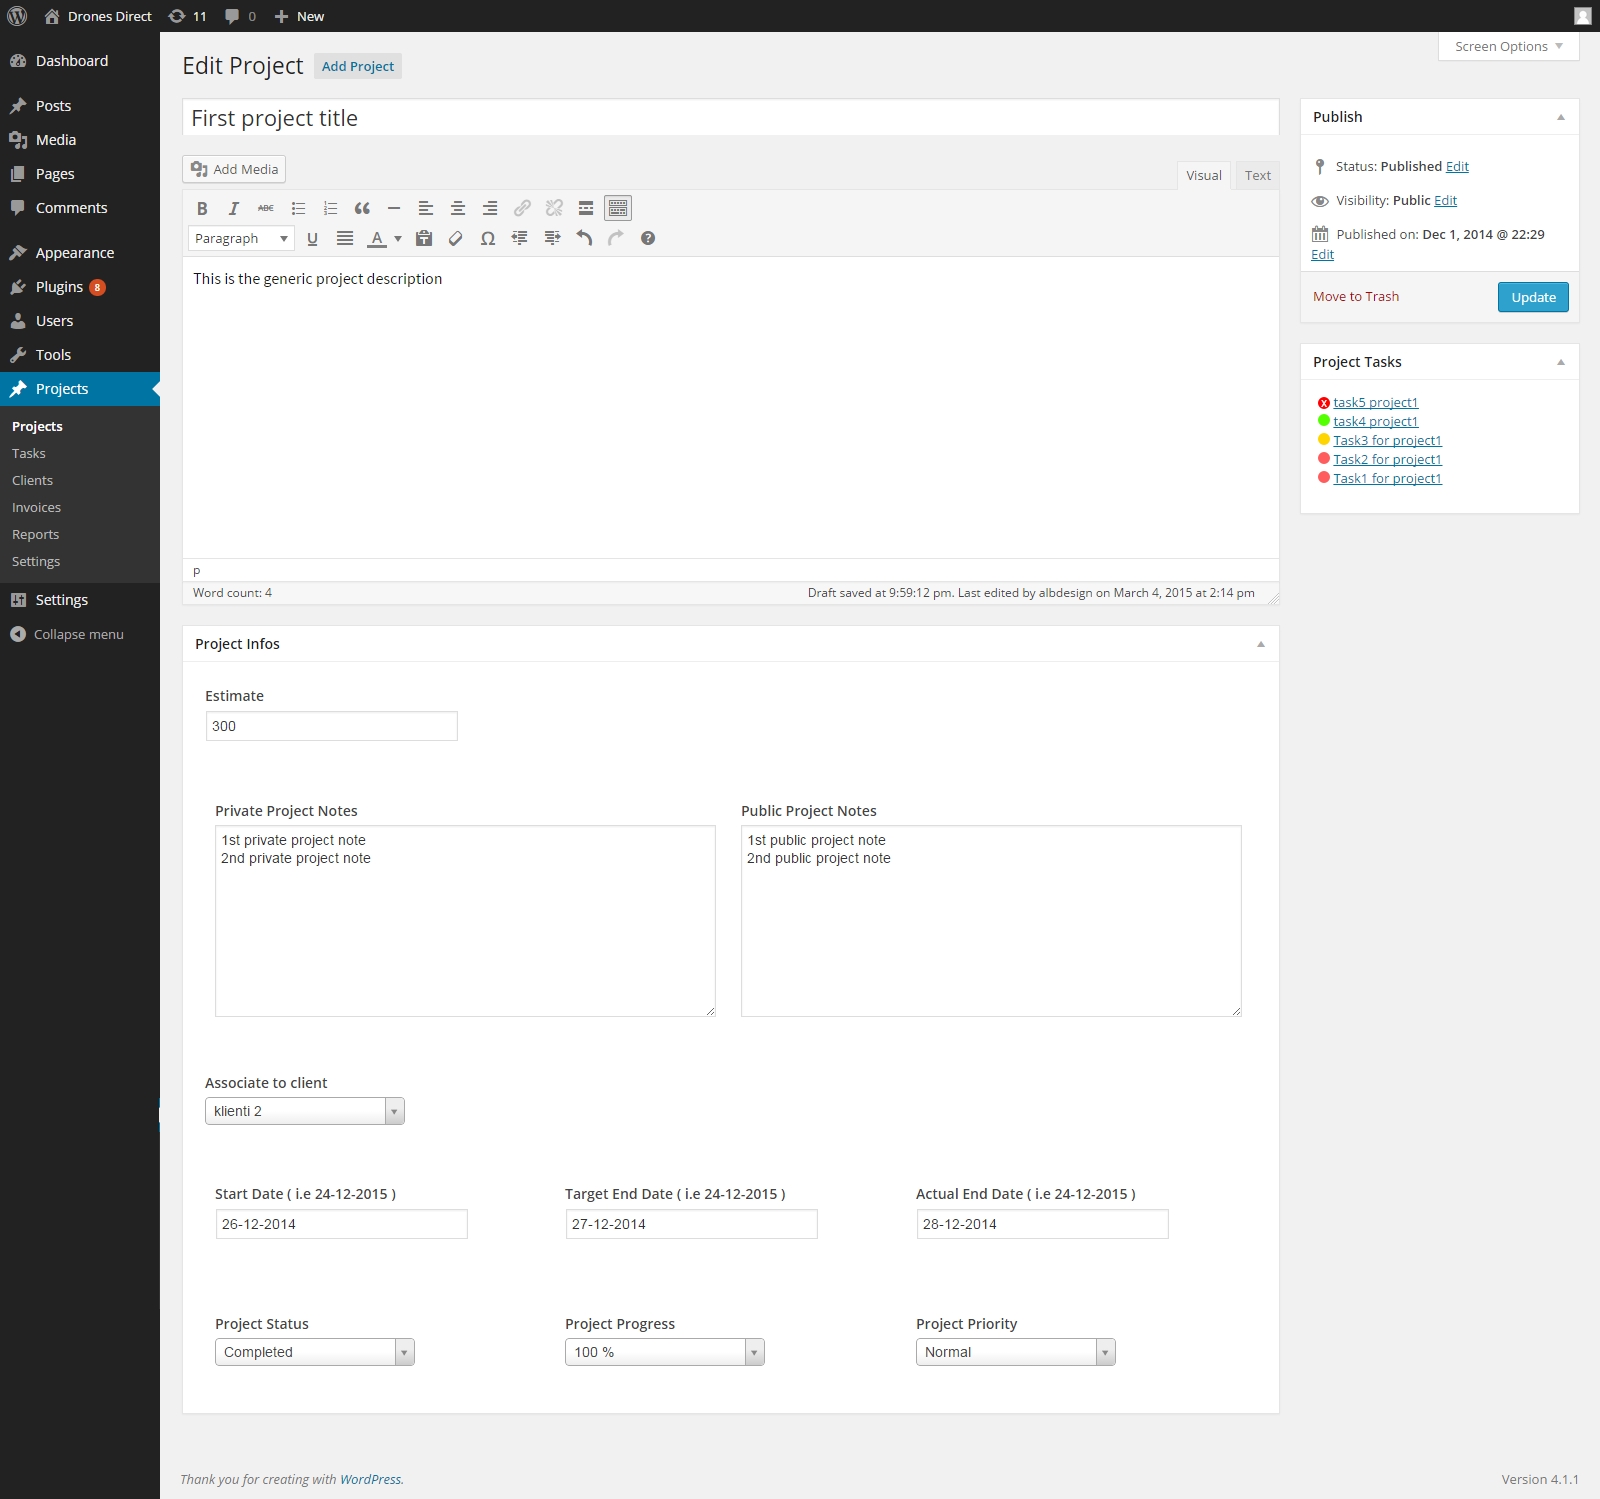 Drones Direct 11 0 New
Screen Options
Dashboard
Posts
Media
Pages
Comments
Appearance
Plugins 8
Users
Tools
Projects
Projects
Tasks
Clients
Invoices
Reports
Settings
Settings
Collapse menu
Edit Project Add Project
First project title
Add Media
Visual Text
B I ABC
Paragraph U A Ω
This is the generic project description
p
Word count: 4 Draft saved at 9:59:12 pm. Last edited by albdesign on March 4, 2015 at 2:14 pm
Publish
Status: Published Edit
Visibility: Public Edit
Published on: Dec 1, 2014 @ 22:29
Edit
Move to Trash Update
Project Tasks
x task5 project1
task4 project1
Task3 for project1
Task2 for project1
Task1 for project1
Project Infos
Estimate
300
Private Project Notes Public Project Notes
1st private project note 1st public project note
2nd private project note 2nd public project note
Associate to client
klienti 2
Start Date ( i.e 24-12-2015 ) Target End Date ( i.e 24-12-2015 ) Actual End Date ( i.e 24-12-2015 )
26-12-2014 27-12-2014 28-12-2014
Project Status Project Progress Project Priority
Completed 100 % Normal
Thank you for creating with WordPress. Version 4.1.1